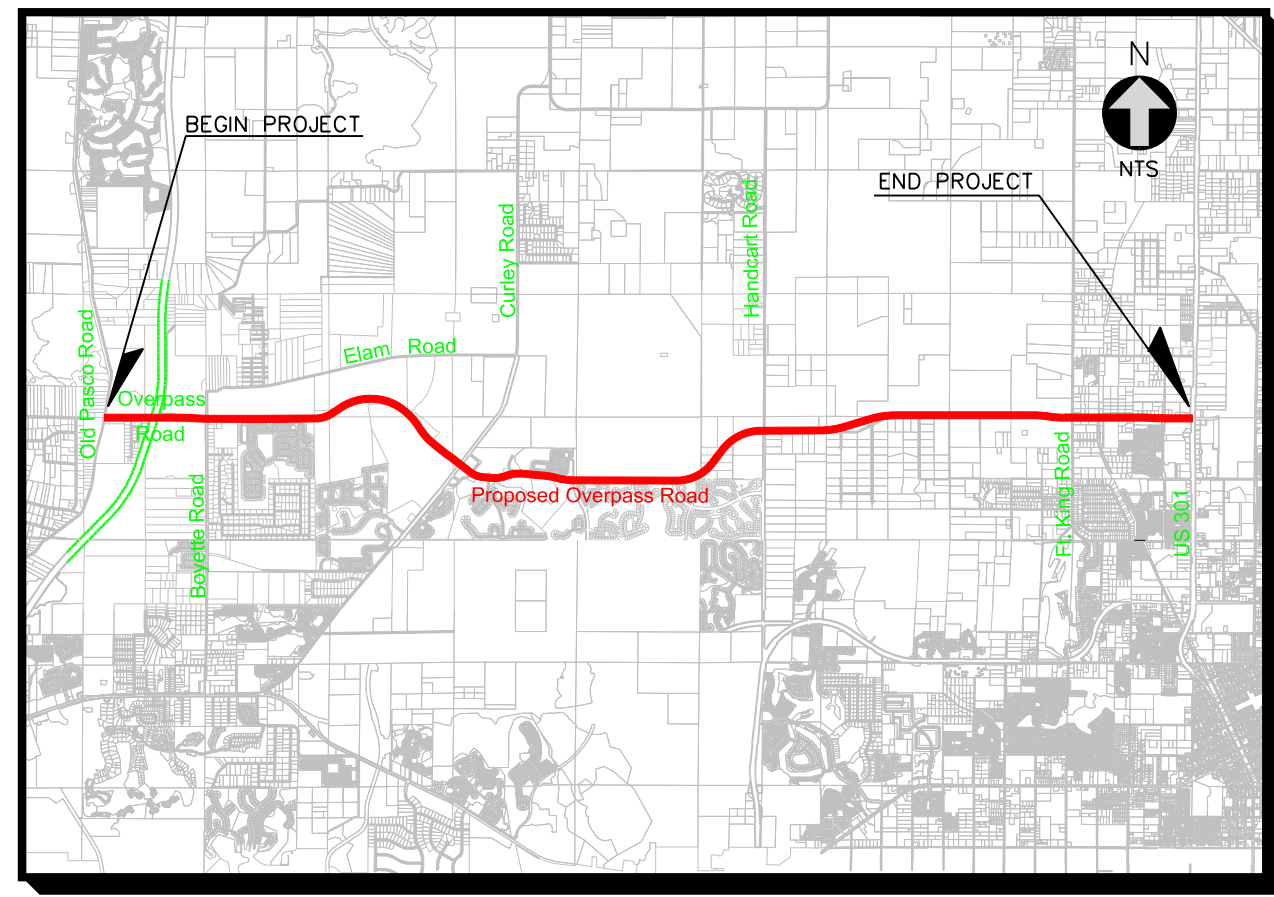 N
NTS
BEGIN PROJECT
END PROJECT
Curley Road
Handcart Road
Old Pasco Road
Elam Road
Overpass
Road
Boyette Road
Proposed Overpass Road
Ft. King Road
US 301